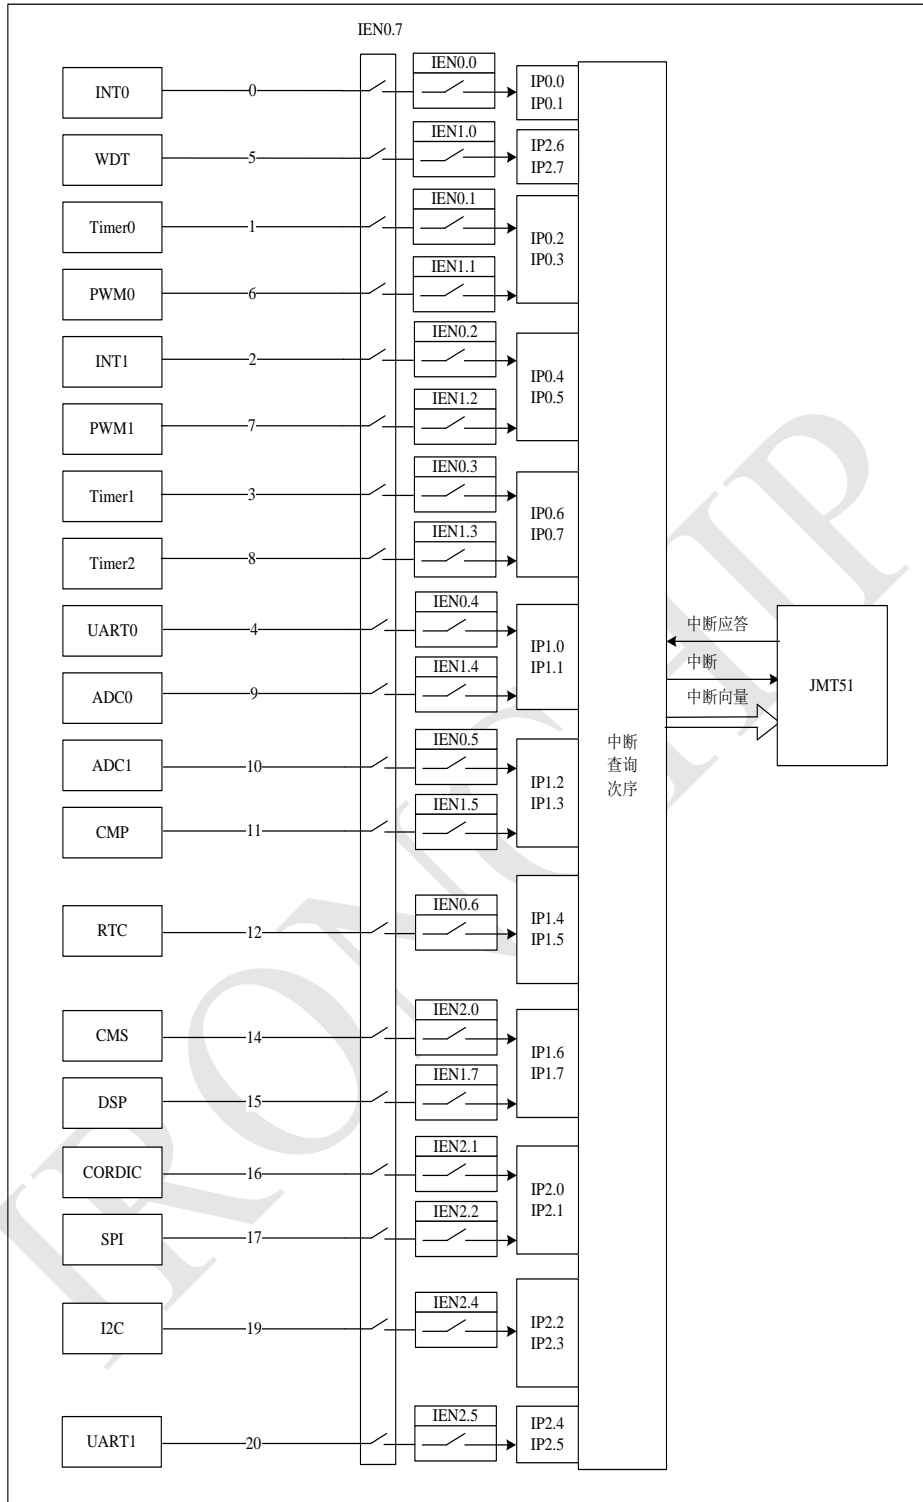 IEN0.7
INT0
0
IEN0.0
IP0.0
IP0.1
WDT
5
IEN1.0
IP2.6
IP2.7
Timer0
1
IEN0.1
IP0.2
IP0.3
PWM0
6
IEN1.1
INT1
2
IEN0.2
IP0.4
IP0.5
PWM1
7
IEN1.2
Timer1
3
IEN0.3
IP0.6
IP0.7
Timer2
8
IEN1.3
UART0
4
IEN0.4
IP1.0
IP1.1
ADC0
9
IEN1.4
ADC1
10
IEN0.5
IP1.2
IP1.3
CMP
11
IEN1.5
RTC
12
IEN0.6
IP1.4
IP1.5
CMS
14
IEN2.0
IP1.6
IP1.7
DSP
15
IEN1.7
CORDIC
16
IEN2.1
IP2.0
IP2.1
SPI
17
IEN2.2
I2C
19
IEN2.4
IP2.2
IP2.3
UART1
20
IEN2.5
IP2.4
IP2.5
中断
查询
次序
中断应答
中断
中断向量
JMT51
IRONCHIP